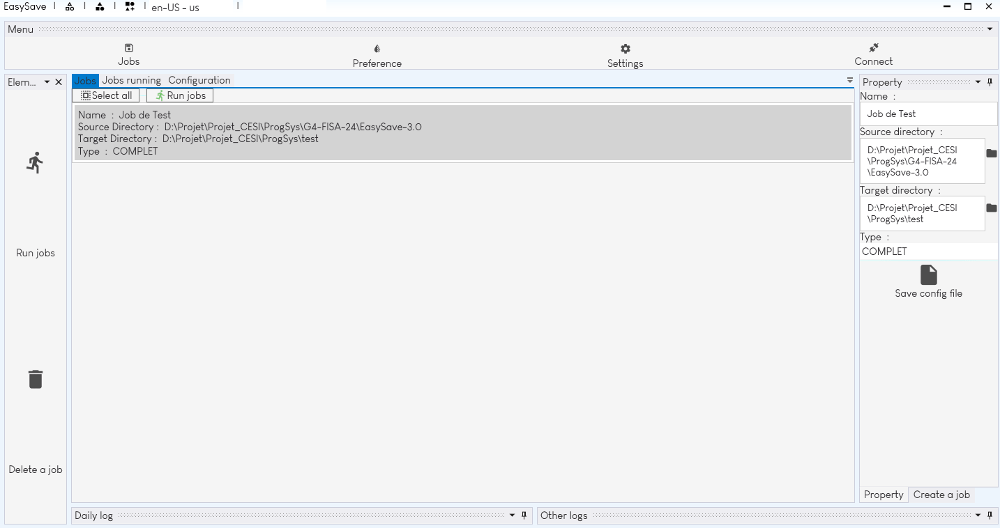 EasySave
en-US - us
Menu
Jobs
Preference
Settings
Connect
Elem...
Run jobs
Delete a job
Jobs Jobs running Configuration
Select all Run jobs
Name : Job de Test
Source Directory : D:\Projet\Projet_CESI\ProgSys\G4-FISA-24\EasySave-3.0
Target Directory : D:\Projet\Projet_CESI\ProgSys\test
Type : COMPLET
Property
Name :
Job de Test
Source directory :
D:\Projet\Projet_CESI
\ProgSys\G4-FISA-24
\EasySave-3.0
Target directory :
D:\Projet\Projet_CESI
\ProgSys\test
Type :
COMPLET
Save config file
Property Create a job
Daily log
Other logs